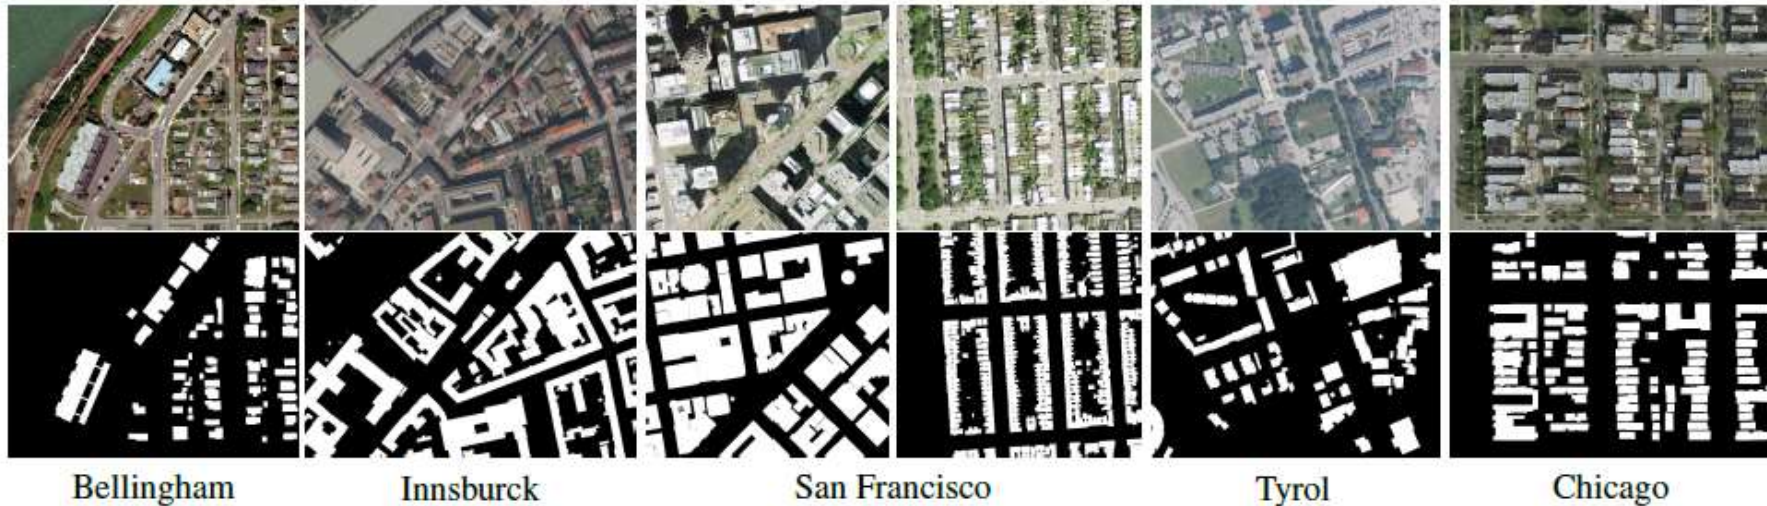 Bellingham
Innsburck
San Francisco
Tyrol
Chicago